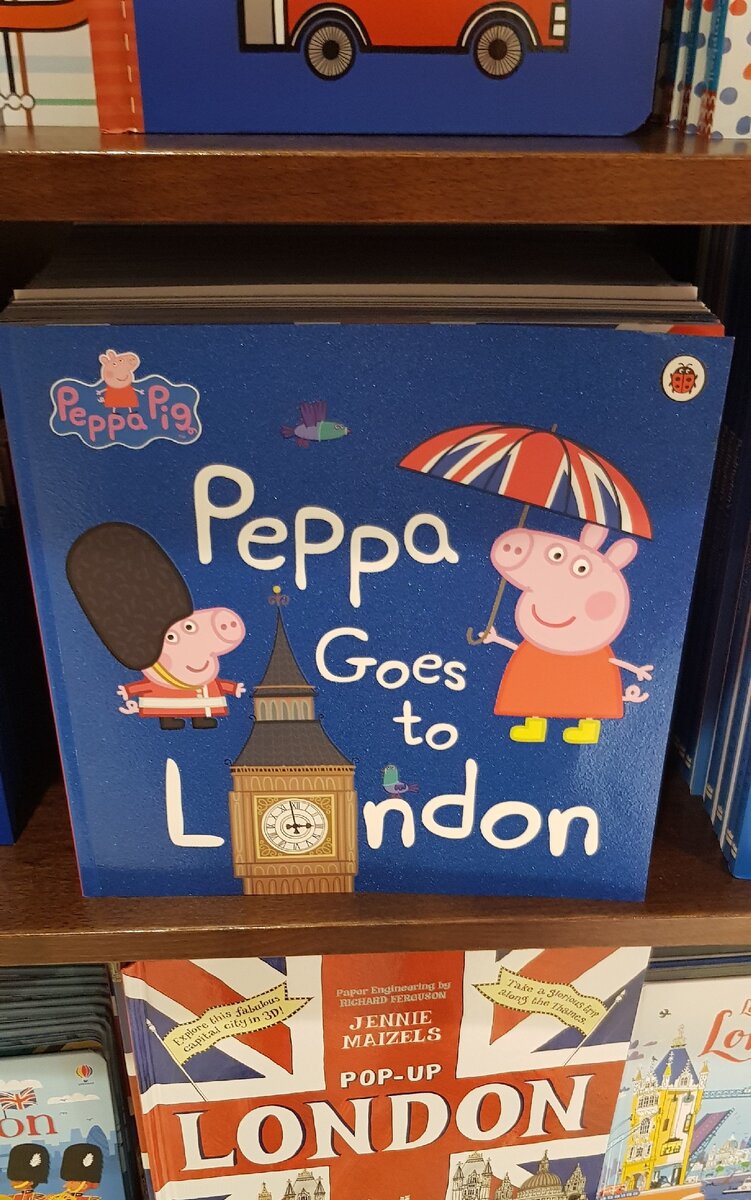 Peppa Pig
Peppa
Goes
to
London
Paper Engineering by
RICHARD FERGUSON
JENNIE
MAIZELS
POP-UP
LONDON
Explore this fabulous
capital city in 3D!
Take a glorious trip
along the Thames.